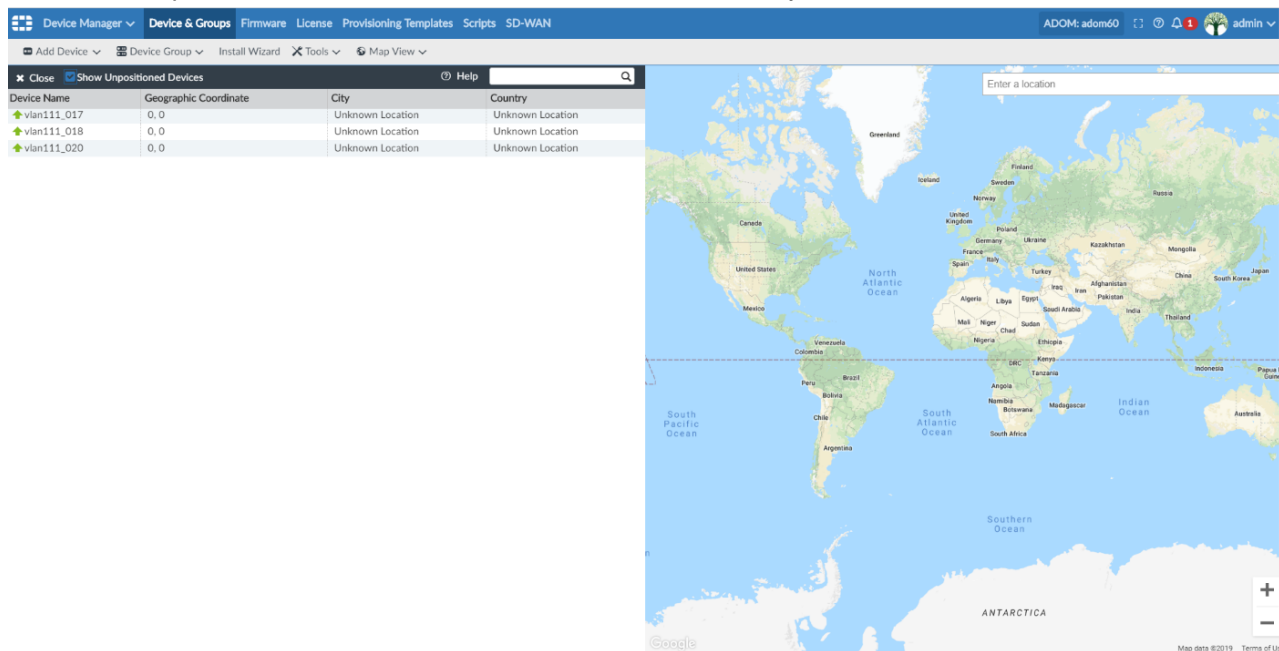 Device Manager Device & Groups Firmware License Provisioning Templates Scripts SD-WAN ADOM: adom60 1 admin
Add Device Device Group Install Wizard Tools Map View
Close Show Unpositioned Devices Help
Device Name Geographic Coordinate City Country
vlan111_017 0, 0 Unknown Location Unknown Location
vlan111_018 0, 0 Unknown Location Unknown Location
vlan111_020 0, 0 Unknown Location Unknown Location
Enter a location
Greenland
Iceland
Finland
Sweden
Norway
Russia
United
Kingdom
Canada
Poland
Germany
Ukraine
France
Kazakhstan
Mongolia
Spain
Italy
United States
North
Atlantic
Ocean
Turkey
China
Japan
South Korea
Iraq
Iran
Afghanistan
Pakistan
Algeria
Libya
Egypt
Saudi Arabia
India
Mexico
Thailand
Mali
Niger
Chad
Sudan
Nigeria
Ethiopia
Venezuela
Colombia
DRC
Kenya
Tanzania
Indonesia
Papua
Guine
Peru
Brazil
Bolivia
Angola
Namibia
Botswana
Madagascar
Indian
Ocean
Chile
South
Pacific
Ocean
South
Atlantic
Ocean
South Africa
Australia
Argentina
Southern
Ocean
ANTARCTICA
Google
Map data ©2019 Terms of U